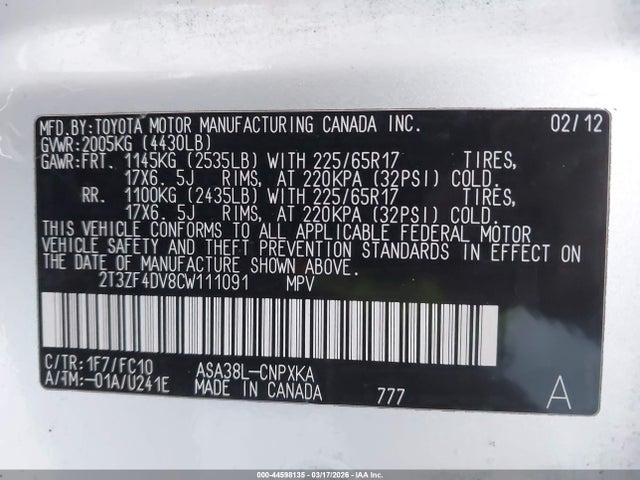 MFD.BY:TOYOTA MOTOR MANUFACTURING CANADA INC. 02/12
GVWR:2005KG (4430LB)
GAWR:FRT. 1145KG (2535LB) WITH 225/65R17 TIRES,
17X6. 5J RIMS, AT 220KPA (32PSI) COLD.
RR. 1100KG (2435LB) WITH 225/65R17 TIRES,
17X6. 5J RIMS, AT 220KPA (32PSI) COLD.
THIS VEHICLE CONFORMS TO ALL APPLICABLE FEDERAL MOTOR
VEHICLE SAFETY AND THEFT PREVENTION STANDARDS IN EFFECT ON
THE DATE OF MANUFACTURE SHOWN ABOVE.
2T3ZF4DV8CW111091 MPV
C/TR:1F7/FC10 ASA38L-CNPXKA
A/TM:-01A/U241E MADE IN CANADA 777 A
000-44598135 - 03/17/2026 - IAAI.COM